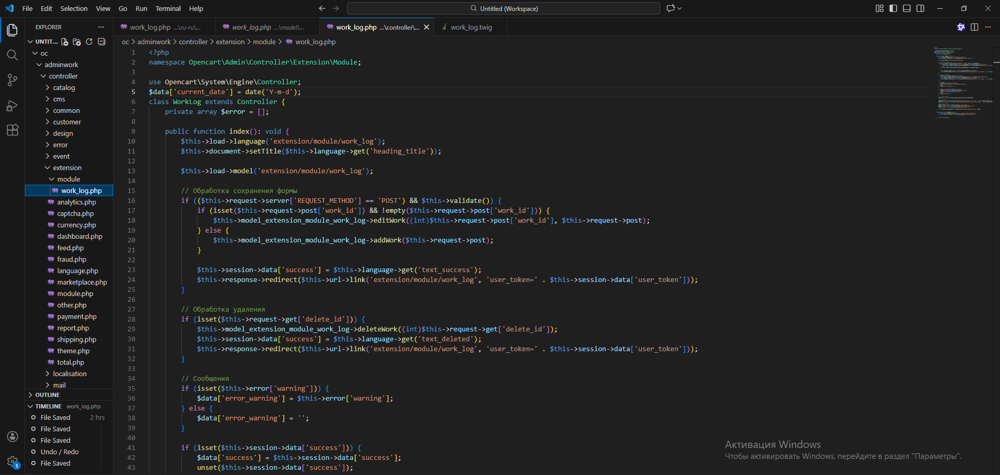 File Edit Selection View Go Run Terminal Help
Untitled (Workspace)
EXPLORER
work_log.php ...\ru-ru\...
work_log.php ...\model\...
work_log.php ...\controller\...
work_log.twig
UNTIT...
oc > adminwork > controller > extension > module > work_log.php
oc
adminwork
controller
catalog
cms
common
customer
design
error
event
extension
module
work_log.php
analytics.php
captcha.php
currency.php
dashboard.php
feed.php
fraud.php
language.php
marketplace.php
module.php
other.php
payment.php
report.php
shipping.php
theme.php
total.php
localisation
mail
OUTLINE
TIMELINE work_log.php
File Saved 2 hrs
File Saved
File Saved
Undo / Redo
File Saved
1
1 <?php
2 namespace Opencart\Admin\Controller\Extension\Module;
3
4 use Opencart\System\Engine\Controller;
5 $data['current_date'] = date('Y-m-d');
6 class WorkLog extends Controller {
7 private array $error = [];
8
9 public function index(): void {
10 $this->load->language('extension/module/work_log');
11 $this->document->setTitle($this->language->get('heading_title'));
12
13 $this->load->model('extension/module/work_log');
14
15 // Обработка сохранения формы
16 if (($this->request->server['REQUEST_METHOD'] == 'POST') && $this->validate()) {
17 if (isset($this->request->post['work_id']) && !empty($this->request->post['work_id'])) {
18 $this->model_extension_module_work_log->editWork((int)$this->request->post['work_id'], $this->request->post);
19 } else {
20 $this->model_extension_module_work_log->addWork($this->request->post);
21 }
22
23 $this->session->data['success'] = $this->language->get('text_success');
24 $this->response->redirect($this->url->link('extension/module/work_log', 'user_token=' . $this->session->data['user_token']));
25 }
26
27 // Обработка удаления
28 if (isset($this->request->get['delete_id'])) {
29 $this->model_extension_module_work_log->deleteWork((int)$this->request->get['delete_id']);
30 $this->session->data['success'] = $this->language->get('text_deleted');
31 $this->response->redirect($this->url->link('extension/module/work_log', 'user_token=' . $this->session->data['user_token']));
32 }
33
34 // Сообщения
35 if (isset($this->error['warning'])) {
36 $data['error_warning'] = $this->error['warning'];
37 } else {
38 $data['error_warning'] = '';
39 }
40
41 if (isset($this->session->data['success'])) {
42 $data['success'] = $this->session->data['success'];
43 unset($this->session->data['success']);
Активация Windows
Чтобы активировать Windows, перейдите в раздел "Параметры".